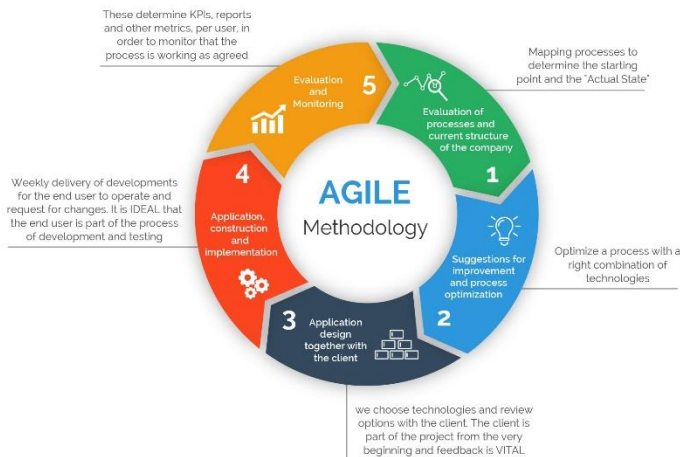 These determine KPIs, reports
and other metrics, per user, in
order to monitor that the
process is working as agreed
Mapping processes to
determine the starting
point and the "Actual State"
5
Evaluation
and
Monitoring
Evaluation of
processes and
current structure
of the company
1
AGILE
Methodology
Weekly delivery of developments
for the end user to operate and
request for changes. It is IDEAL that
the end user is part of the process
of development and testing
4
Application,
construction
and
implementation
Suggestions for
improvement
and process
optimization
2
Optimize a process with a
right combination of
technologies
3
Application
design
together with
the client
we choose technologies and review
options with the client. The client is
part of the project from the very
beginning and feedback is VITAL